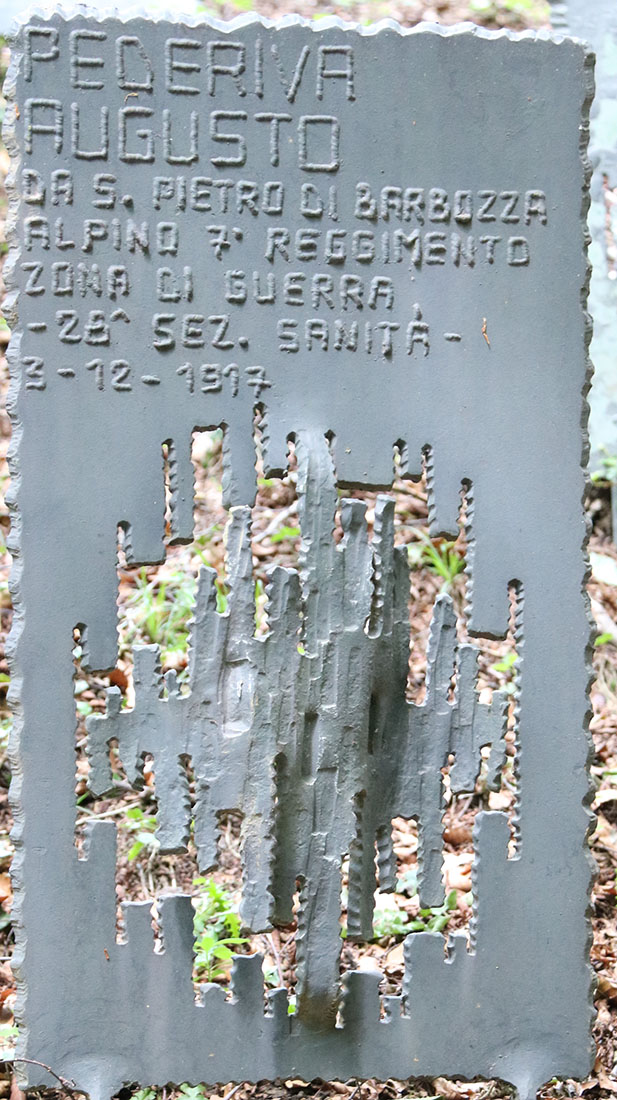 PEDERIVA
AUGUSTO
DA S. PIETRO DI BARBOZZA
ALPINO 7° REGGIMENTO
ZONA DI GUERRA
- 28^ SEZ. SANITÀ -
3 - 12 - 1917